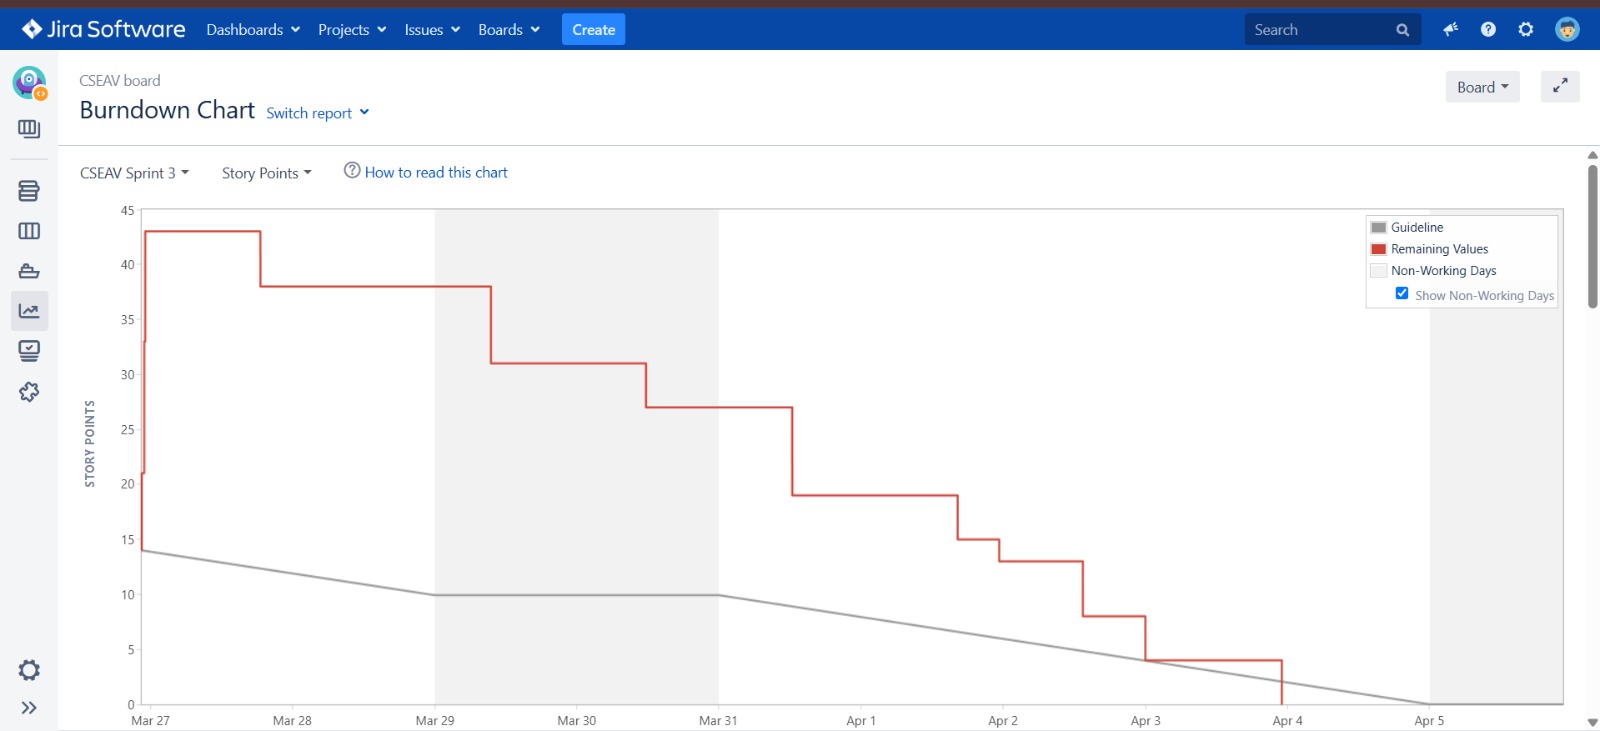 Jira Software Dashboards Projects Issues Boards Create Search
CSEAV board
Board
Burndown Chart Switch report
CSEAV Sprint 3 Story Points How to read this chart
STORY POINTS
45
40
35
30
25
20
15
10
5
0
Guideline
Remaining Values
Non-Working Days
Show Non-Working Days
Mar 27 Mar 28 Mar 29 Mar 30 Mar 31 Apr 1 Apr 2 Apr 3 Apr 4 Apr 5